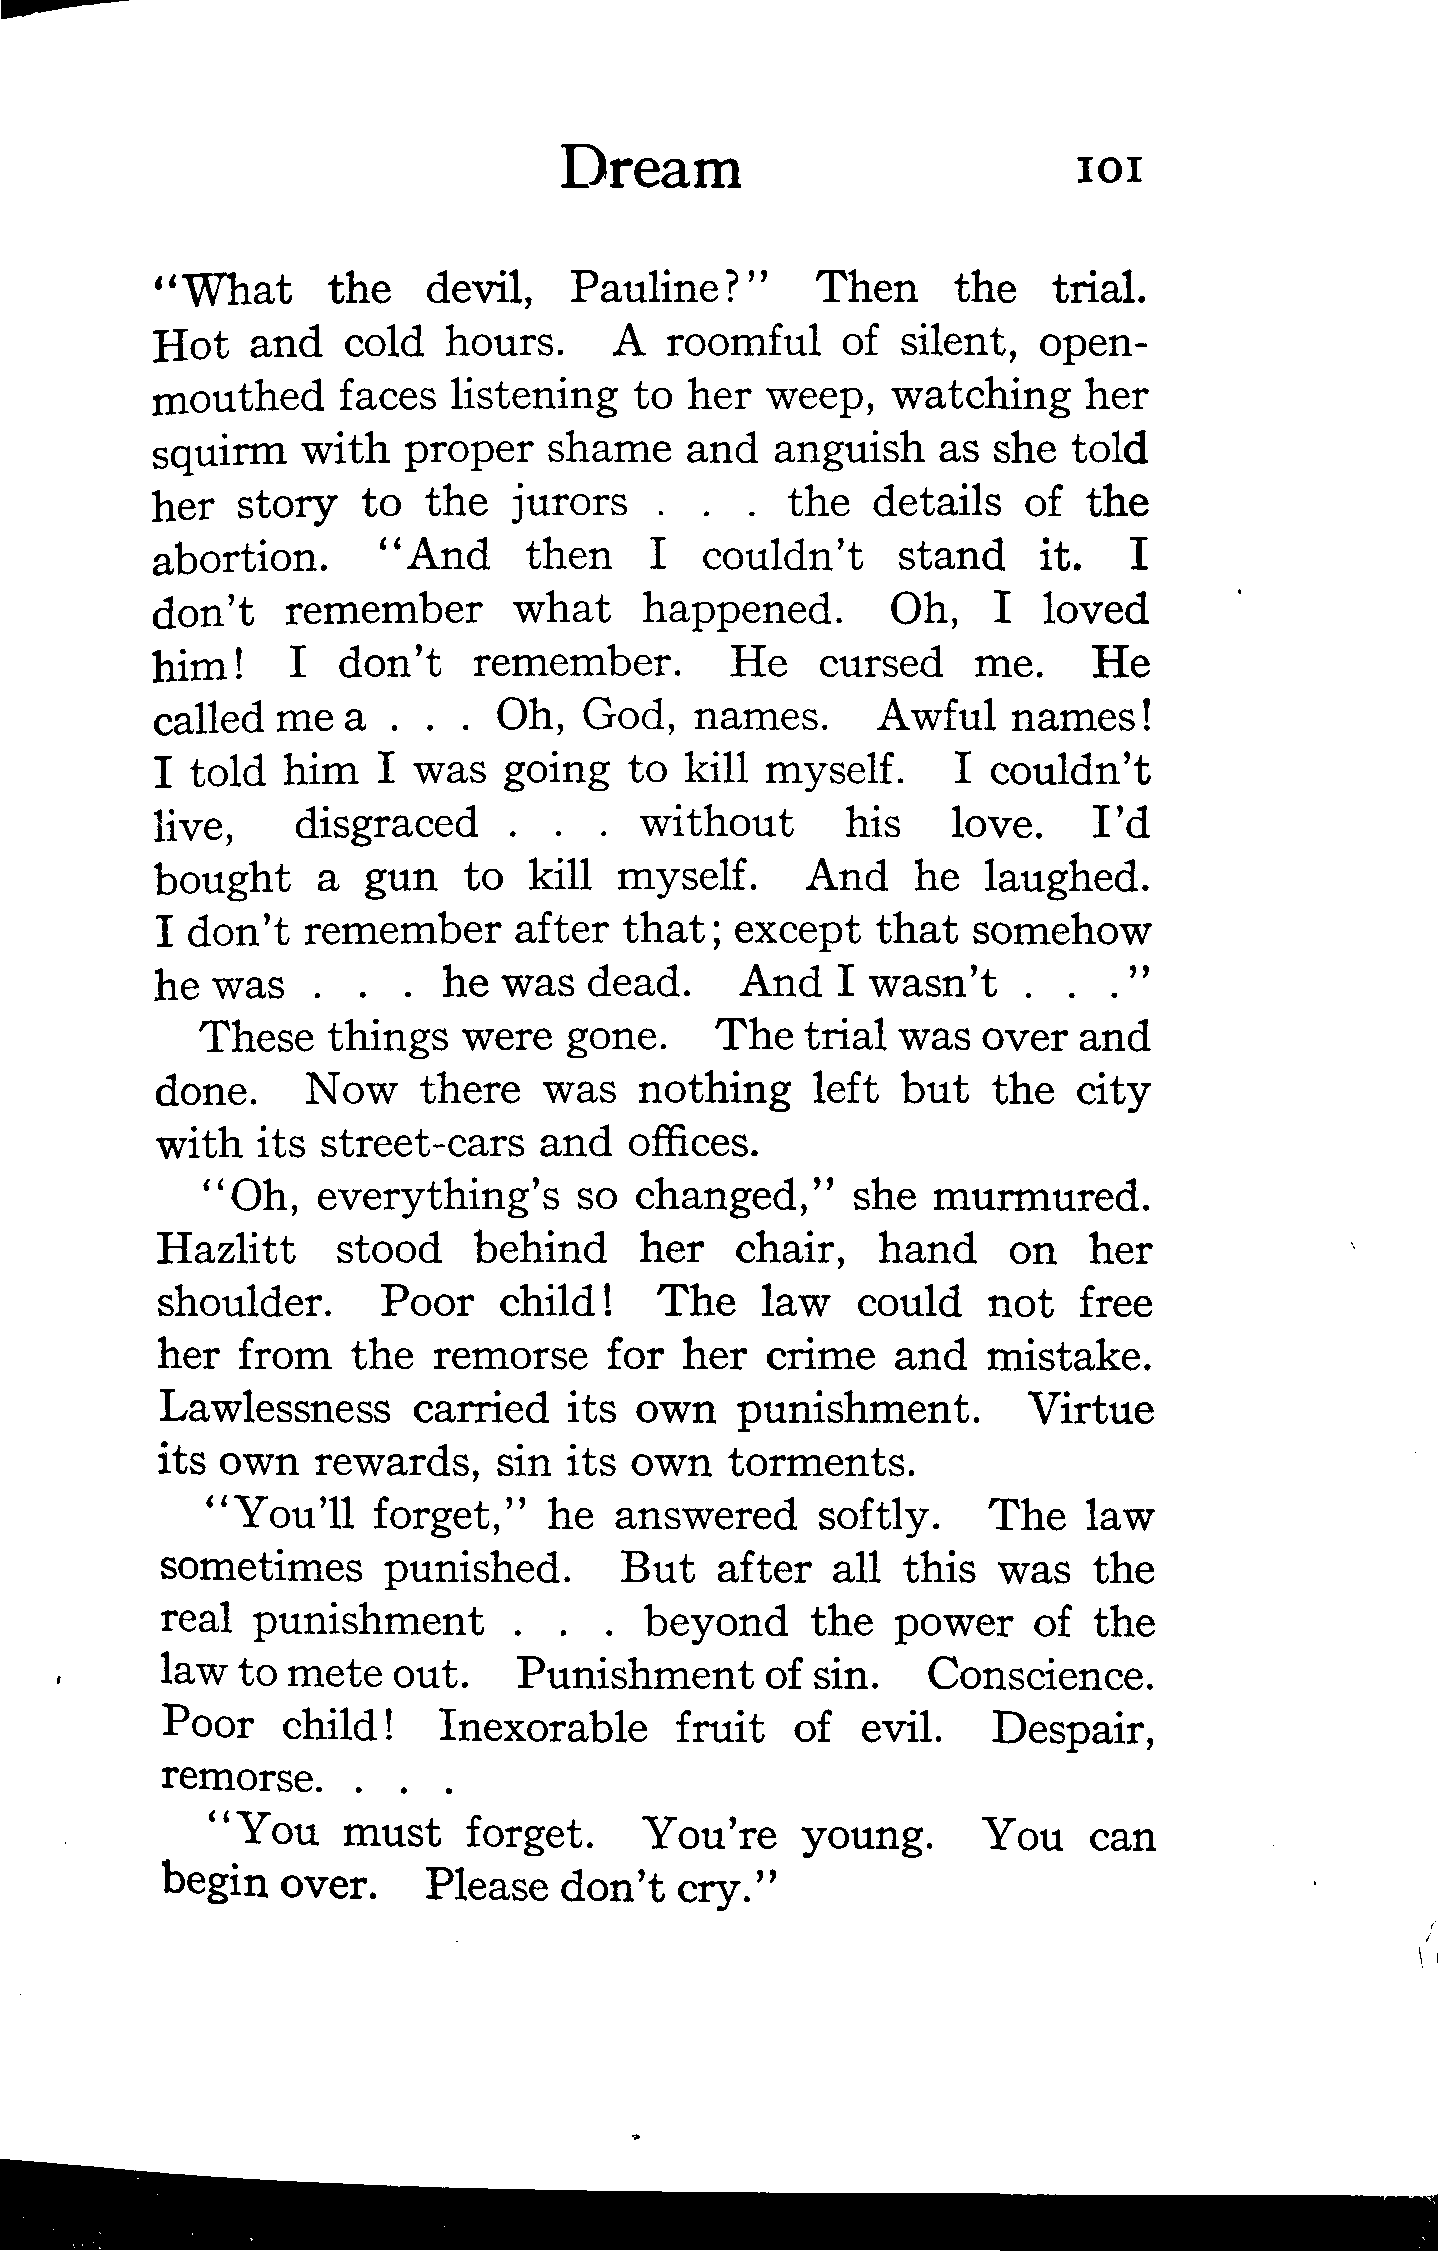 Dream 101
“What the devil, Pauline?” Then the trial.
Hot and cold hours. A roomful of silent, open-
mouthed faces listening to her weep, watching her
squirm with proper shame and anguish as she told
her story to the jurors . . . the details of the
abortion. “And then I couldn’t stand it. I
don’t remember what happened. Oh, I loved
him! I don’t remember. He cursed me. He
called me a . . . Oh, God, names. Awful names!
I told him I was going to kill myself. I couldn’t
live, disgraced . . . without his love. I’d
bought a gun to kill myself. And he laughed.
I don’t remember after that; except that somehow
he was . . . he was dead. And I wasn’t . . .”
These things were gone. The trial was over and
done. Now there was nothing left but the city
with its street-cars and offices.
“Oh, everything’s so changed,” she murmured.
Hazlitt stood behind her chair, hand on her
shoulder. Poor child! The law could not free
her from the remorse for her crime and mistake.
Lawlessness carried its own punishment. Virtue
its own rewards, sin its own torments.
“You’ll forget,” he answered softly. The law
sometimes punished. But after all this was the
real punishment . . . beyond the power of the
law to mete out. Punishment of sin. Conscience.
Poor child! Inexorable fruit of evil. Despair,
remorse. . . .
“You must forget. You’re young. You can
begin over. Please don’t cry.”